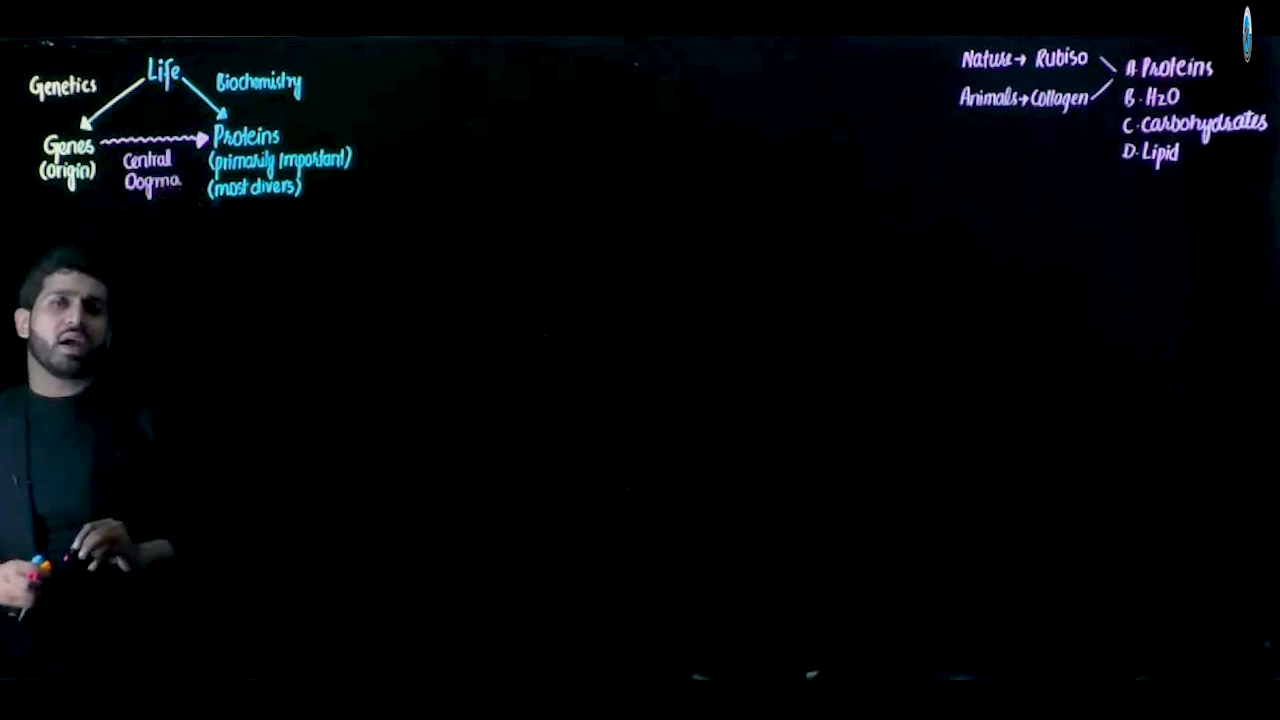 Life
Genetics
Biochemistry
Genes
(origin)
Central
Dogma
Proteins
(primarily important)
(most divers)
Nature → Rubiso
Animals → Collagen
A. Proteins
B. H2O
C. Carbohydrates
D. Lipid